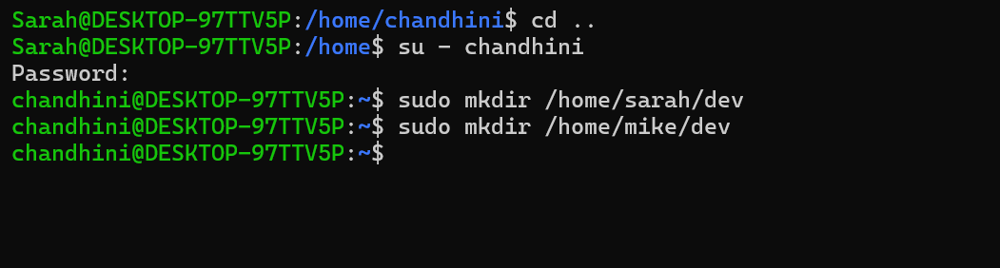 Sarah@DESKTOP-97TTV5P:/home/chandhini$ cd ..
Sarah@DESKTOP-97TTV5P:/home$ su - chandhini
Password:
chandhini@DESKTOP-97TTV5P:~$ sudo mkdir /home/sarah/dev
chandhini@DESKTOP-97TTV5P:~$ sudo mkdir /home/mike/dev
chandhini@DESKTOP-97TTV5P:~$